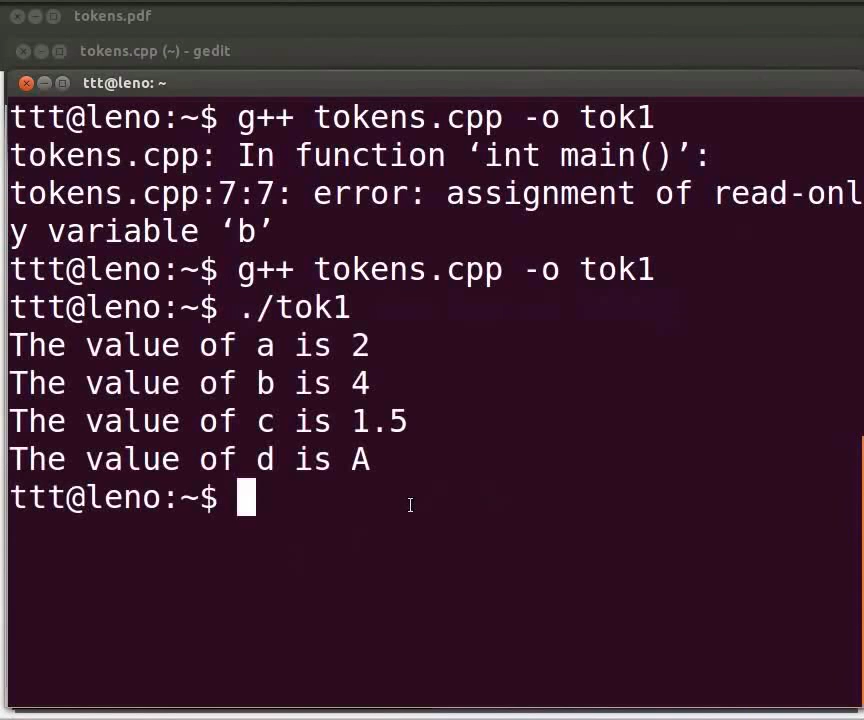 tokens.pdf
tokens.cpp (~) - gedit
ttt@leno: ~
ttt@leno:~$ g++ tokens.cpp -o tok1
tokens.cpp: In function ‘int main()’:
tokens.cpp:7:7: error: assignment of read-onl
y variable ‘b’
ttt@leno:~$ g++ tokens.cpp -o tok1
ttt@leno:~$ ./tok1
The value of a is 2
The value of b is 4
The value of c is 1.5
The value of d is A
ttt@leno:~$